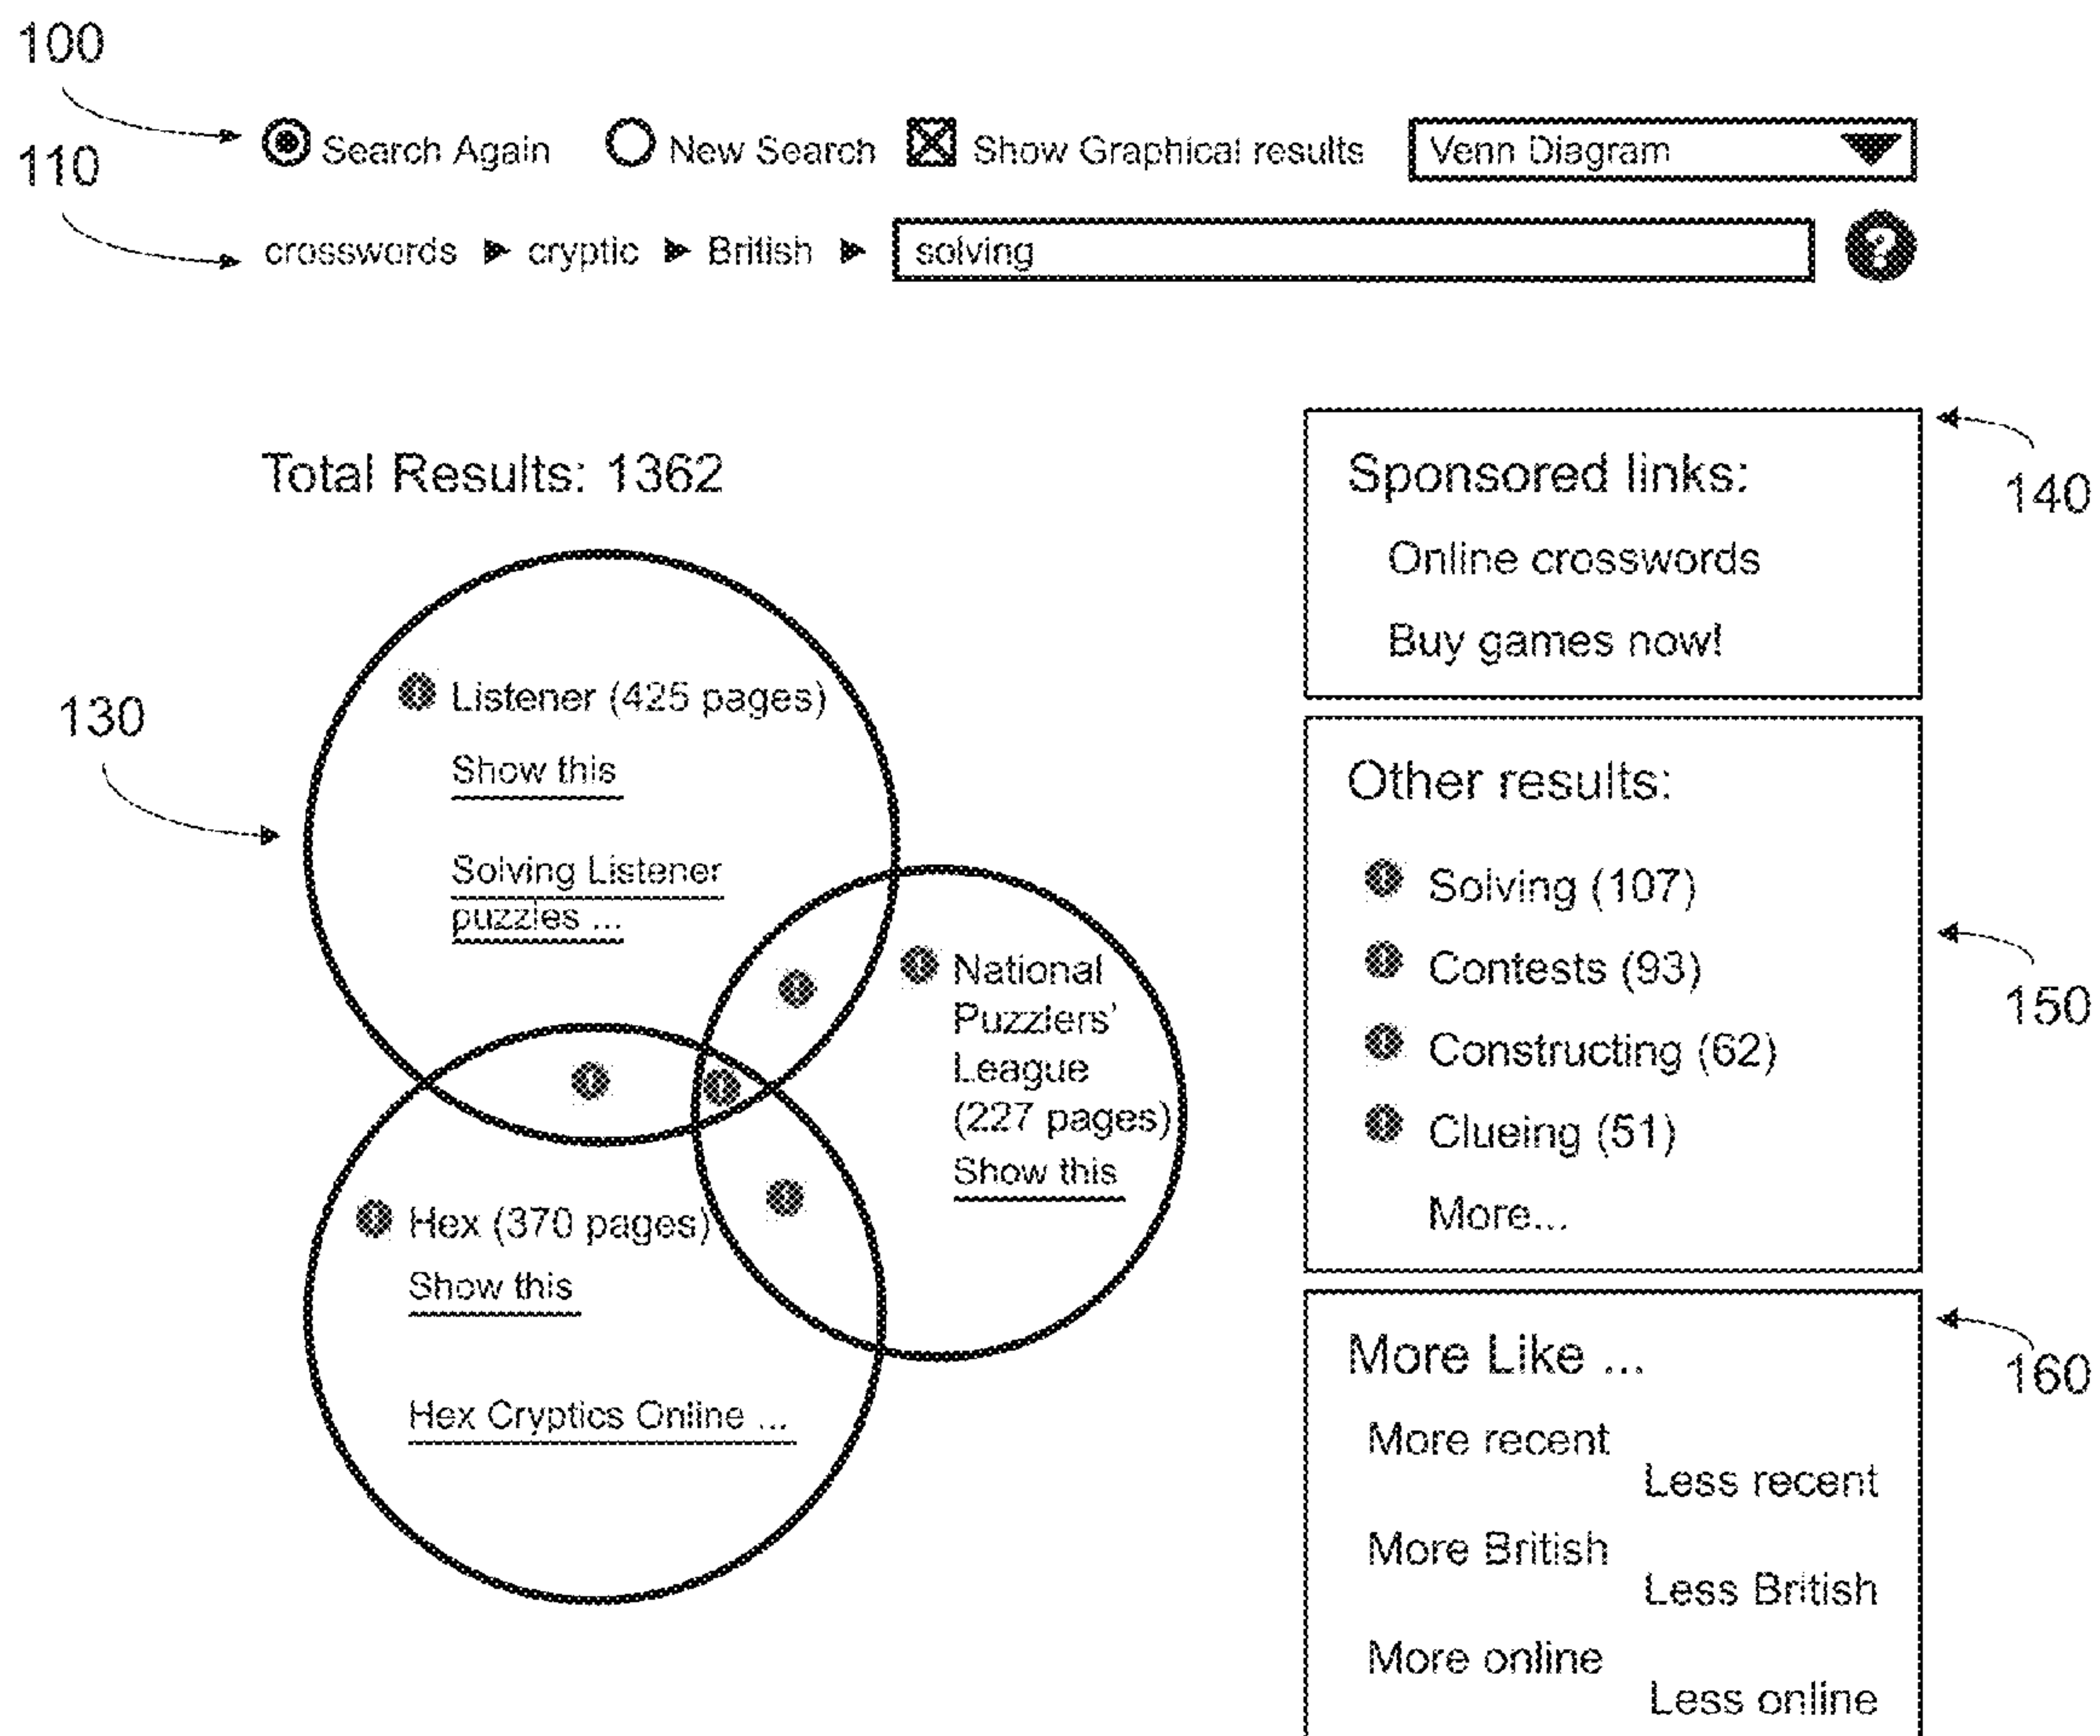 100
Search Again New Search Show Graphical results Venn Diagram
110
crosswords cryptic British solving ?
Total Results: 1362
130
Listener (425 pages)
Show this
Solving Listener
puzzles ...
National
Puzzlers'
League
(227 pages)
Show this
Hex (370 pages)
Show this
Hex Cryptics Online ...
Sponsored links:
140
Online crosswords
Buy games now!
Other results:
Solving (107)
Contests (93)
150
Constructing (62)
Clueing (51)
More...
More Like ...
160
More recent
Less recent
More British
Less British
More online
Less online